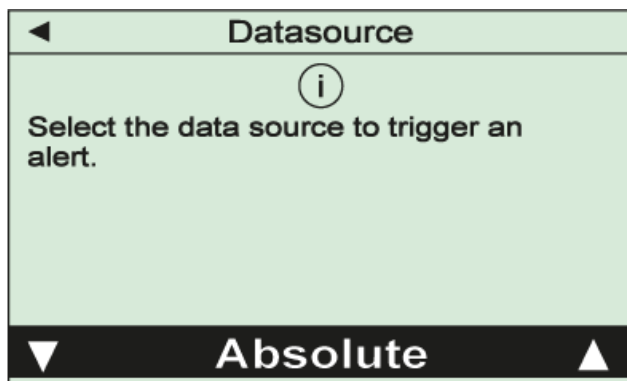 Datasource
i
Select the data source to trigger an
alert.
Absolute